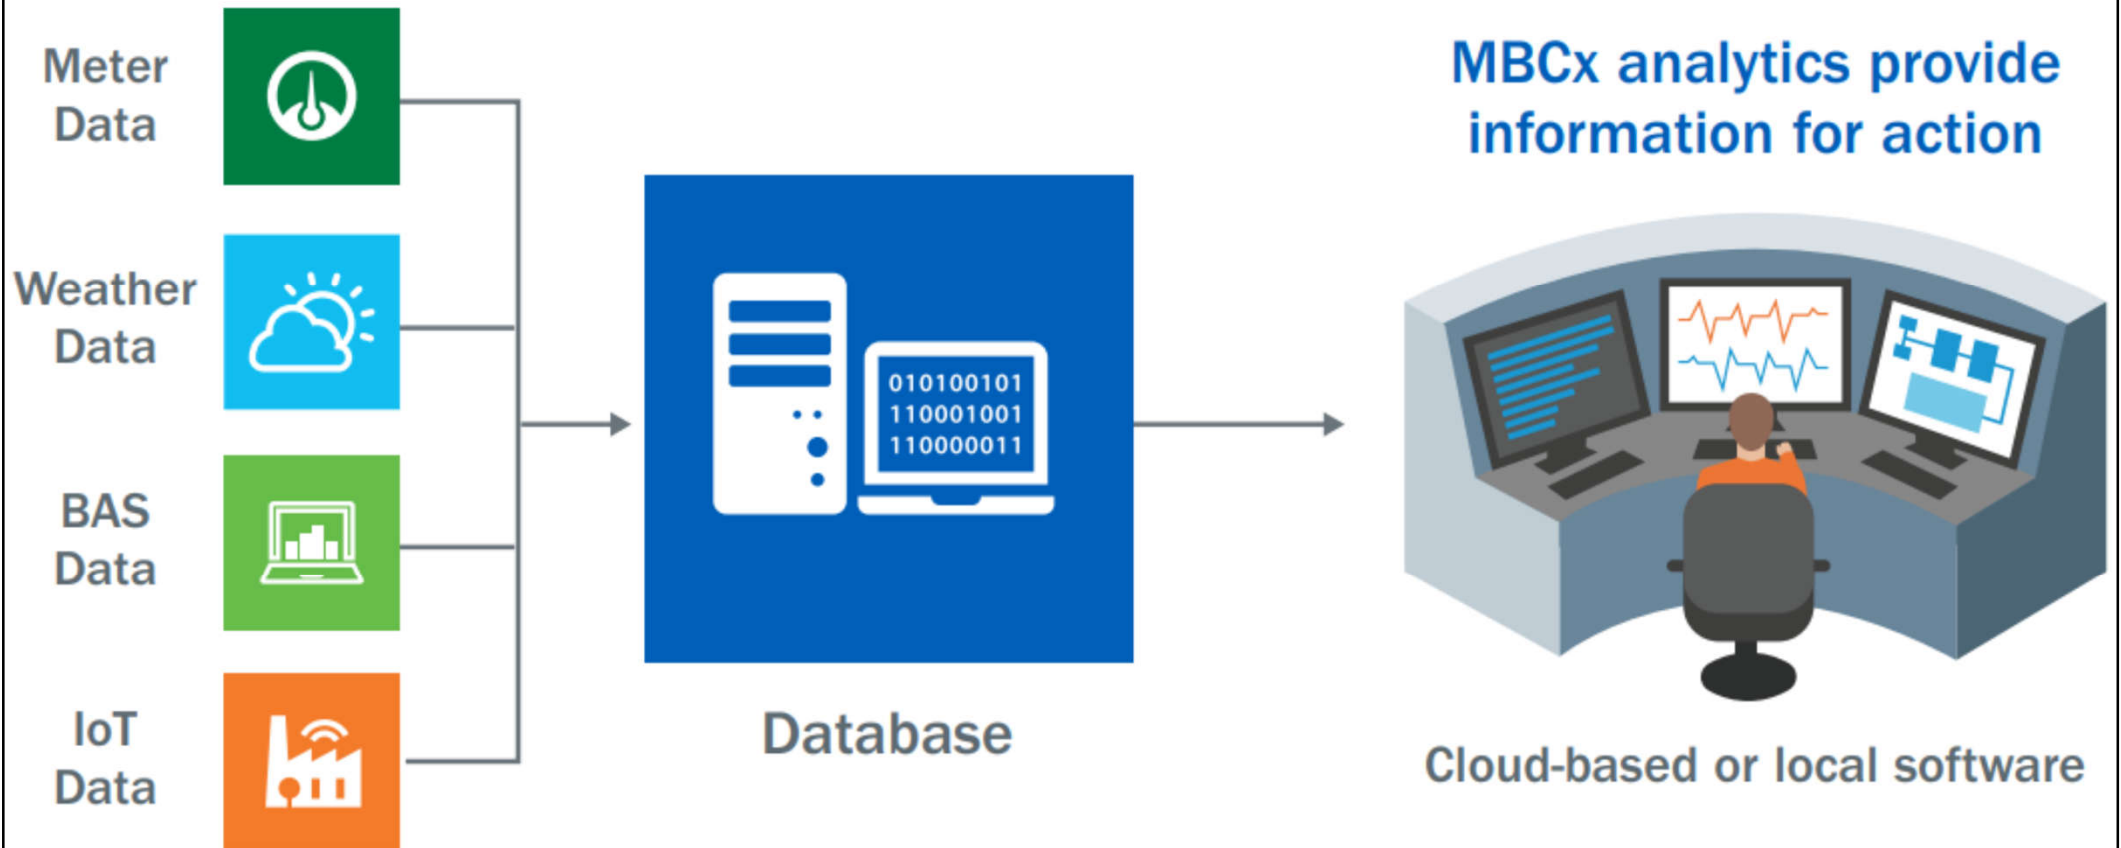 Meter
Data
Weather
Data
BAS
Data
IoT
Data
010100101
110001001
110000011
Database
MBCx analytics provide
information for action
Cloud-based or local software